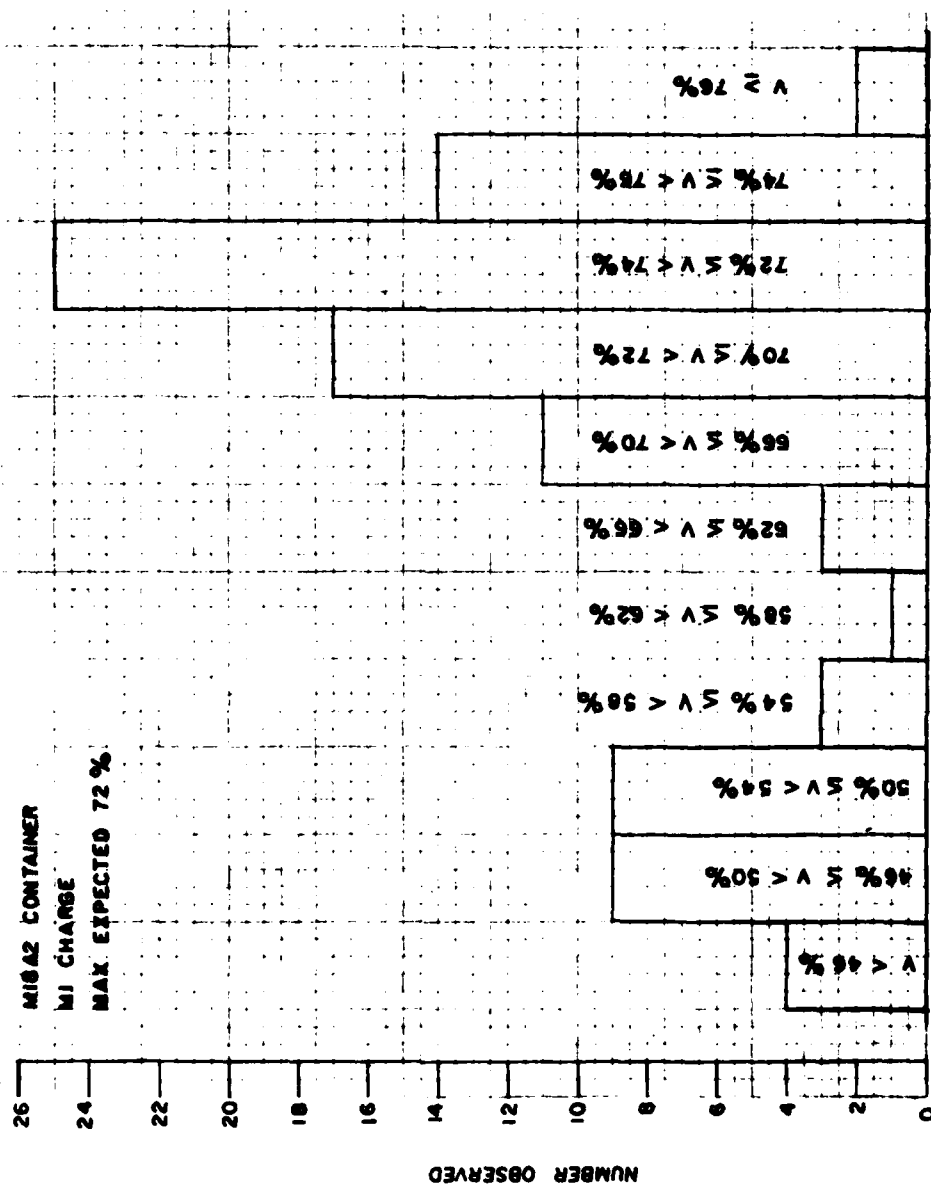 M18A2 CONTAINER
M1 CHARGE
MAX EXPECTED 72 %
NUMBER OBSERVED
26
24
22
20
18
16
14
12
10
8
6
4
2
0
V < 46 %
46% ≤ V < 50%
50% ≤ V < 54%
54% ≤ V < 58%
58% ≤ V < 62%
62% ≤ V < 66%
66% ≤ V < 70%
70% ≤ V < 72%
72% ≤ V < 74%
74% ≤ V < 76%
V ≥ 76%